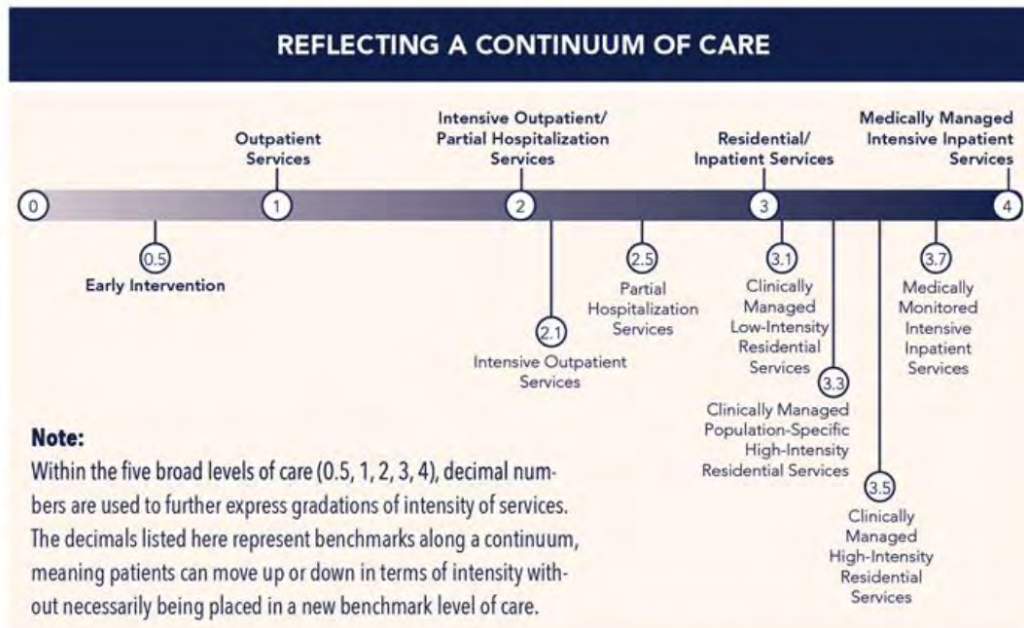 REFLECTING A CONTINUUM OF CARE
Outpatient
Services
Intensive Outpatient/
Partial Hospitalization
Services
Residential/
Inpatient Services
Medically Managed
Intensive Inpatient
Services
0
1
2
3
4
0.5
Early Intervention
2.1
Intensive Outpatient
Services
2.5
Partial
Hospitalization
Services
3.1
Clinically
Managed
Low-Intensity
Residential
Services
3.3
Clinically Managed
Population-Specific
High-Intensity
Residential Services
3.5
Clinically
Managed
High-Intensity
Residential
Services
3.7
Medically
Monitored
Intensive
Inpatient
Services
Note:
Within the five broad levels of care (0.5, 1, 2, 3, 4), decimal num-
bers are used to further express gradations of intensity of services.
The decimals listed here represent benchmarks along a continuum,
meaning patients can move up or down in terms of intensity with-
out necessarily being placed in a new benchmark level of care.